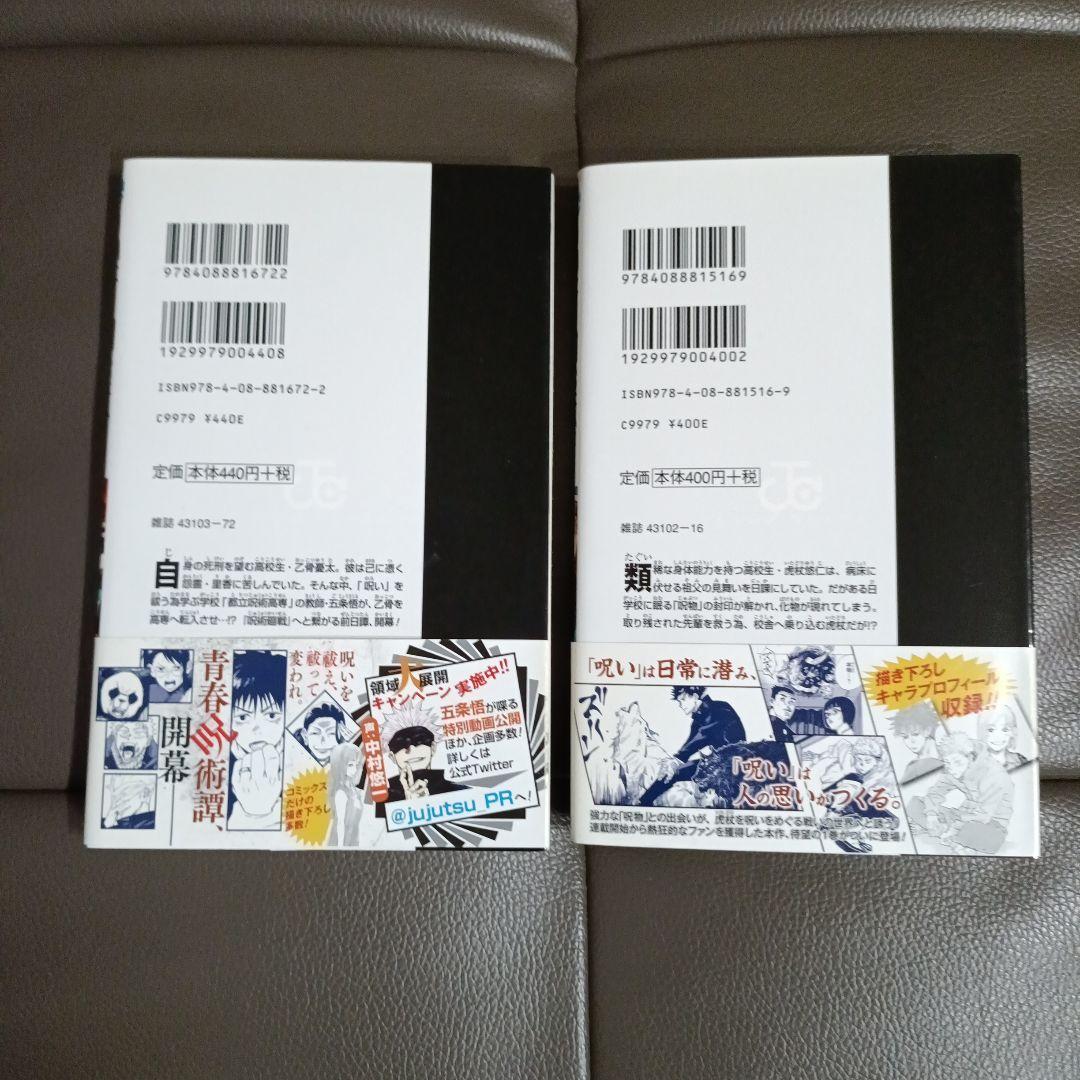 9784088816722
1929979004408
ISBN978-4-08-881672-2
C9979 ¥440E
定価 本体440円+税
雑誌 43103-72
自身の死刑を望む高校生・乙骨憂太。彼は己に憑く
怨霊・里香に苦しんでいた。そんな中、「呪い」を
祓う為学ぶ学校「都立呪術高専」の教師・五条悟が、乙骨を
高専へ転入させ…!? 『呪術廻戦』へと繋がる前日譚、開幕!
呪いを
祓え、
祓って
変われ。
青春呪術譚、
開幕
コミックス
だけの
描き下ろし
多数!
領域大展開
キャンペーン 実施中!!
声・中村悠一
五条悟が喋る
特別動画公開
ほか、企画多数!
詳しくは
公式Twitter
@jujutsu_PRへ!
9784088815169
1929979004002
ISBN978-4-08-881516-9
C9979 ¥400E
定価 本体400円+税
雑誌 43102-16
たぐい
類稀な身体能力を持つ高校生・虎杖悠仁は、病床に
伏せる祖父の見舞いを日課にしていた。だがある日
学校に眠る「呪物」の封印が解かれ、化物が現れてしまう。
取り残された先輩を救う為、校舎へ乗り込む虎杖だが!?
「呪い」は日常に潜み、
「呪い」は
人の思いがつくる。
描き下ろし
キャラプロフィール
収録!!
強力な「呪物」との出会いが、虎杖を呪いをめぐる戦いの世界へと誘う…
連載開始から熱狂的なファンを獲得した本作、待望の1巻がついに登場!